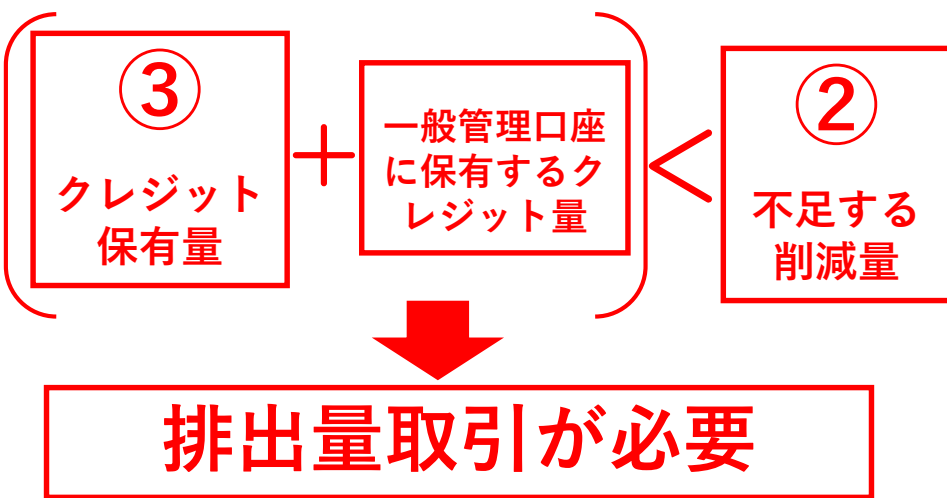 ③
クレジット
保有量
＋
一般管理口座
に保有するク
レジット量
＜
②
不足する
削減量
排出量取引が必要